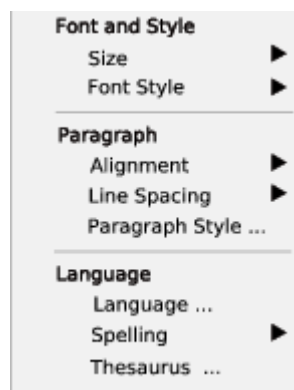 Font and Style
Size
Font Style
Paragraph
Alignment
Line Spacing
Paragraph Style ...
Language
Language ...
Spelling
Thesaurus ...